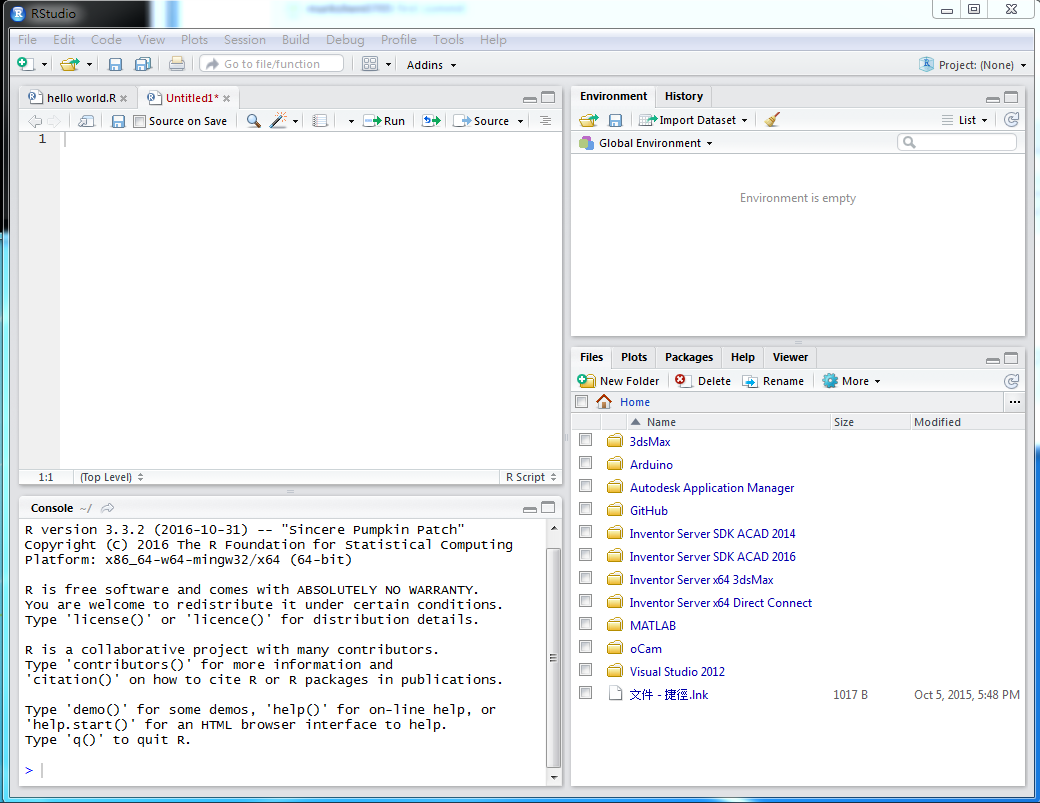 RStudio
File Edit Code View Plots Session Build Debug Profile Tools Help
Go to file/function Addins Project: (None)
hello world.R Untitled1*
Source on Save Run Source
1
1:1 (Top Level) R Script
Console ~/
R version 3.3.2 (2016-10-31) -- "Sincere Pumpkin Patch"
Copyright (C) 2016 The R Foundation for Statistical Computing
Platform: x86_64-w64-mingw32/x64 (64-bit)
R is free software and comes with ABSOLUTELY NO WARRANTY.
You are welcome to redistribute it under certain conditions.
Type 'license()' or 'licence()' for distribution details.
R is a collaborative project with many contributors.
Type 'contributors()' for more information and
'citation()' on how to cite R or R packages in publications.
Type 'demo()' for some demos, 'help()' for on-line help, or
'help.start()' for an HTML browser interface to help.
Type 'q()' to quit R.
>
Environment History
Import Dataset List
Global Environment
Environment is empty
Files Plots Packages Help Viewer
New Folder Delete Rename More
Home ...
Name Size Modified
3dsMax
Arduino
Autodesk Application Manager
GitHub
Inventor Server SDK ACAD 2014
Inventor Server SDK ACAD 2016
Inventor Server x64 3dsMax
Inventor Server x64 Direct Connect
MATLAB
oCam
Visual Studio 2012
文件 - 捷徑.lnk 1017 B Oct 5, 2015, 5:48 PM